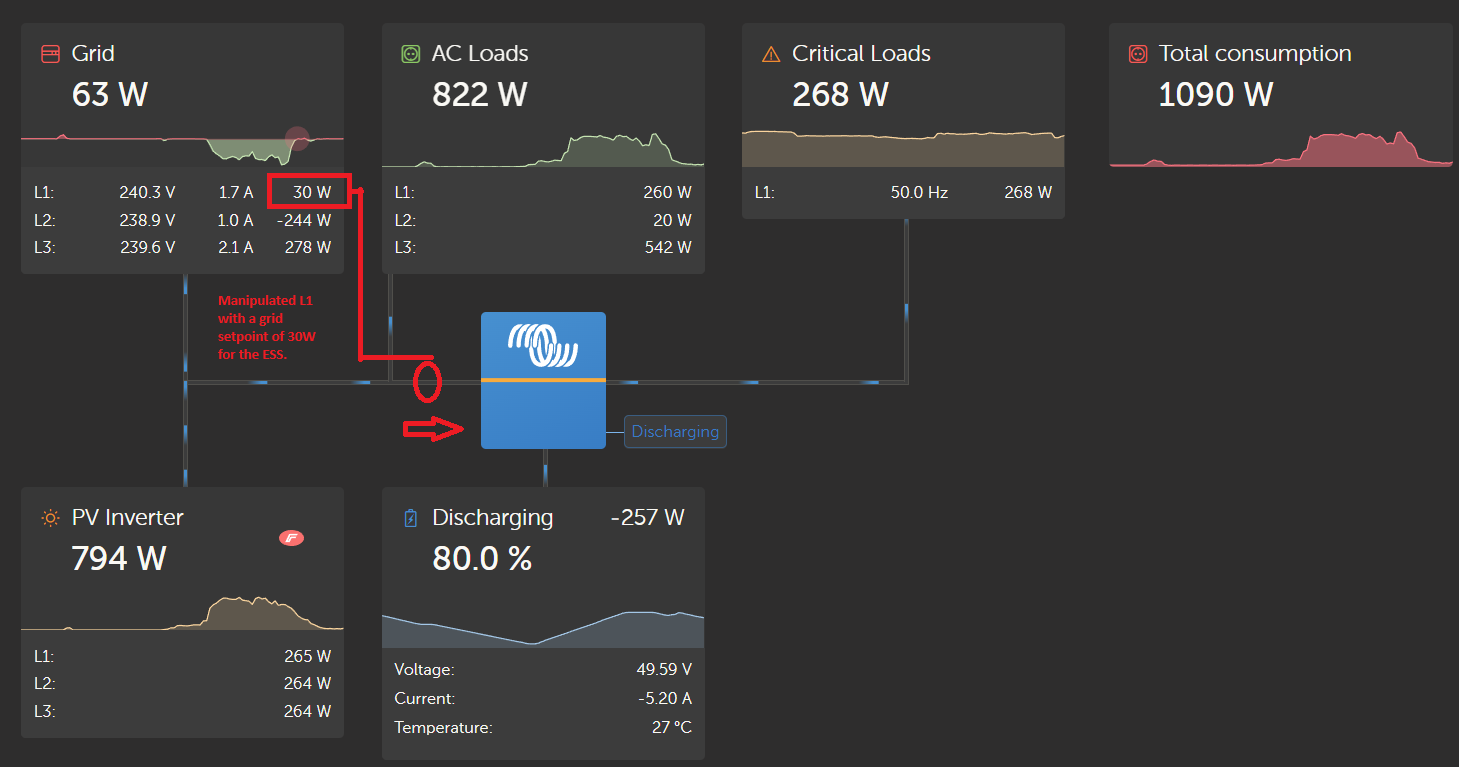 Grid
63 W
L1: 240.3 V 1.7 A 30 W
L2: 238.9 V 1.0 A -244 W
L3: 239.6 V 2.1 A 278 W
AC Loads
822 W
L1: 260 W
L2: 20 W
L3: 542 W
Critical Loads
268 W
L1: 50.0 Hz 268 W
Total consumption
1090 W
Manipulated L1
with a grid
setpoint of 30W
for the ESS.
Discharging
PV Inverter
794 W
L1: 265 W
L2: 264 W
L3: 264 W
Discharging -257 W
80.0 %
Voltage: 49.59 V
Current: -5.20 A
Temperature: 27 °C